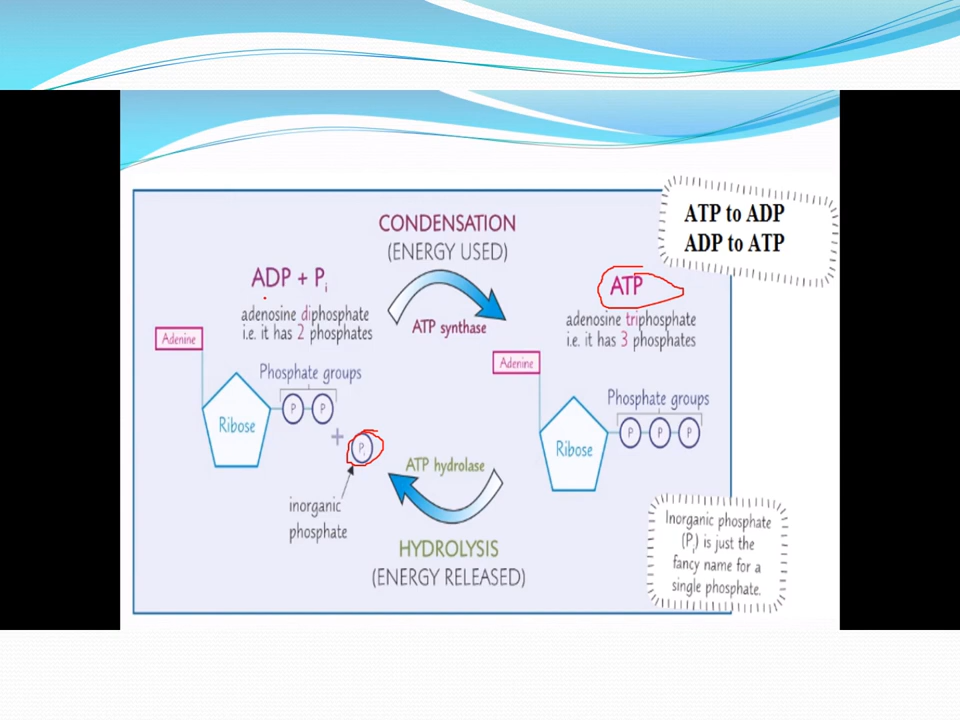 ATP to ADP
ADP to ATP
CONDENSATION
(ENERGY USED)
ADP + Pi
adenosine diphosphate
i.e. it has 2 phosphates
ATP synthase
ATP
adenosine triphosphate
i.e. it has 3 phosphates
Adenine
Phosphate groups
P P
Ribose
+ Pi
inorganic
phosphate
Adenine
Phosphate groups
P P P
Ribose
ATP hydrolase
HYDROLYSIS
(ENERGY RELEASED)
Inorganic phosphate
(Pi) is just the
fancy name for a
single phosphate.